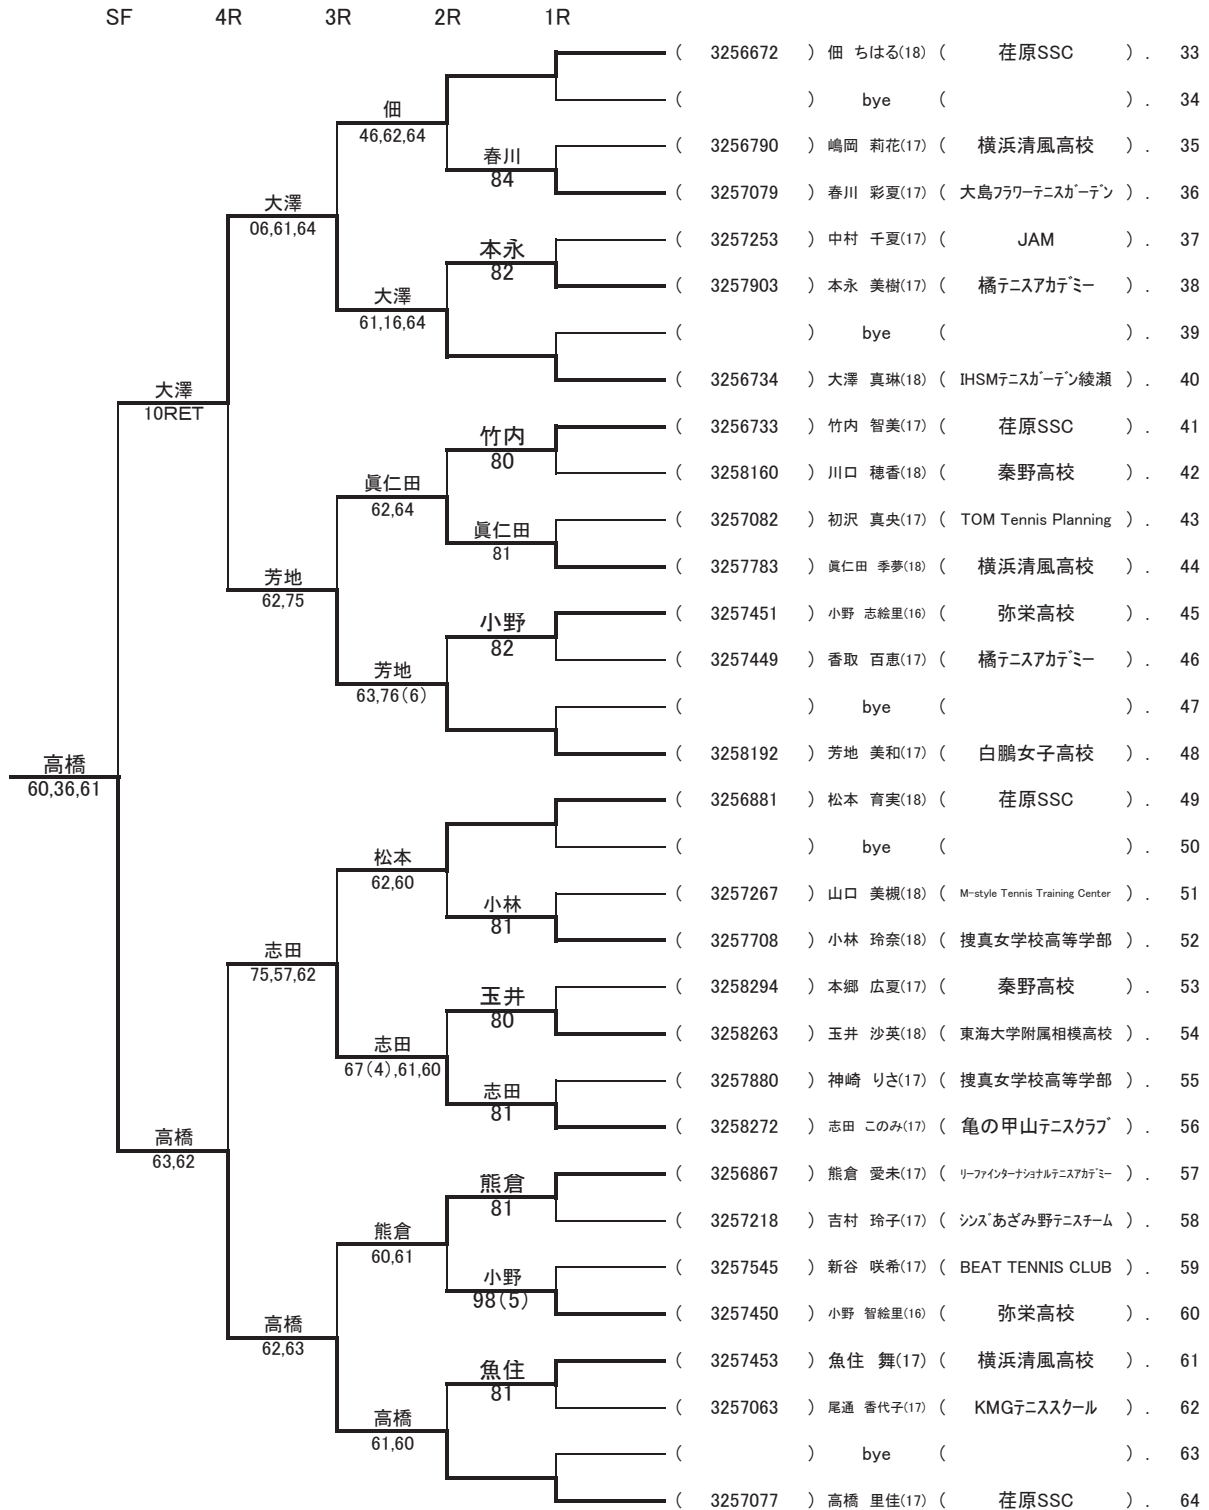 SF 4R 3R 2R 1R
( 3256672 ) 佃 ちはる(18) ( 荏原SSC ) . 33
( ) bye ( ) . 34
佃
46,62,64
( 3256790 ) 嶋岡 莉花(17) ( 横浜清風高校 ) . 35
春川
84
( 3257079 ) 春川 彩夏(17) ( 大島フラワーテニスガーデン ) . 36
大澤
06,61,64
( 3257253 ) 中村 千夏(17) ( JAM ) . 37
本永
82
( 3257903 ) 本永 美樹(17) ( 橘テニスアカデミー ) . 38
大澤
61,16,64
( ) bye ( ) . 39
( 3256734 ) 大澤 真琳(18) ( IHSMテニスガーデン綾瀬 ) . 40
大澤
10RET
( 3256733 ) 竹内 智美(17) ( 荏原SSC ) . 41
竹内
80
( 3258160 ) 川口 穂香(18) ( 秦野高校 ) . 42
眞仁田
62,64
( 3257082 ) 初沢 真央(17) ( TOM Tennis Planning ) . 43
眞仁田
81
( 3257783 ) 眞仁田 季夢(18) ( 横浜清風高校 ) . 44
芳地
62,75
( 3257451 ) 小野 志絵里(16) ( 弥栄高校 ) . 45
小野
82
( 3257449 ) 香取 百恵(17) ( 橘テニスアカデミー ) . 46
芳地
63,76(6)
( ) bye ( ) . 47
( 3258192 ) 芳地 美和(17) ( 白鵬女子高校 ) . 48
高橋
60,36,61
( 3256881 ) 松本 育実(18) ( 荏原SSC ) . 49
( ) bye ( ) . 50
松本
62,60
( 3257267 ) 山口 美槻(18) ( M-style Tennis Training Center ) . 51
小林
81
( 3257708 ) 小林 玲奈(18) ( 捜真女学校高等学部 ) . 52
志田
75,57,62
( 3258294 ) 本郷 広夏(17) ( 秦野高校 ) . 53
玉井
80
( 3258263 ) 玉井 沙英(18) ( 東海大学附属相模高校 ) . 54
志田
67(4),61,60
( 3257880 ) 神崎 りさ(17) ( 捜真女学校高等学部 ) . 55
志田
81
( 3258272 ) 志田 このみ(17) ( 亀の甲山テニスクラブ ) . 56
高橋
63,62
( 3256867 ) 熊倉 愛未(17) ( リーファインターナショナルテニスアカデミー ) . 57
熊倉
81
( 3257218 ) 吉村 玲子(17) ( シンズあざみ野テニスチーム ) . 58
熊倉
60,61
( 3257545 ) 新谷 咲希(17) ( BEAT TENNIS CLUB ) . 59
小野
98(5)
( 3257450 ) 小野 智絵里(16) ( 弥栄高校 ) . 60
高橋
62,63
( 3257453 ) 魚住 舞(17) ( 横浜清風高校 ) . 61
魚住
81
( 3257063 ) 尾通 香代子(17) ( KMGテニススクール ) . 62
高橋
61,60
( ) bye ( ) . 63
( 3257077 ) 高橋 里佳(17) ( 荏原SSC ) . 64